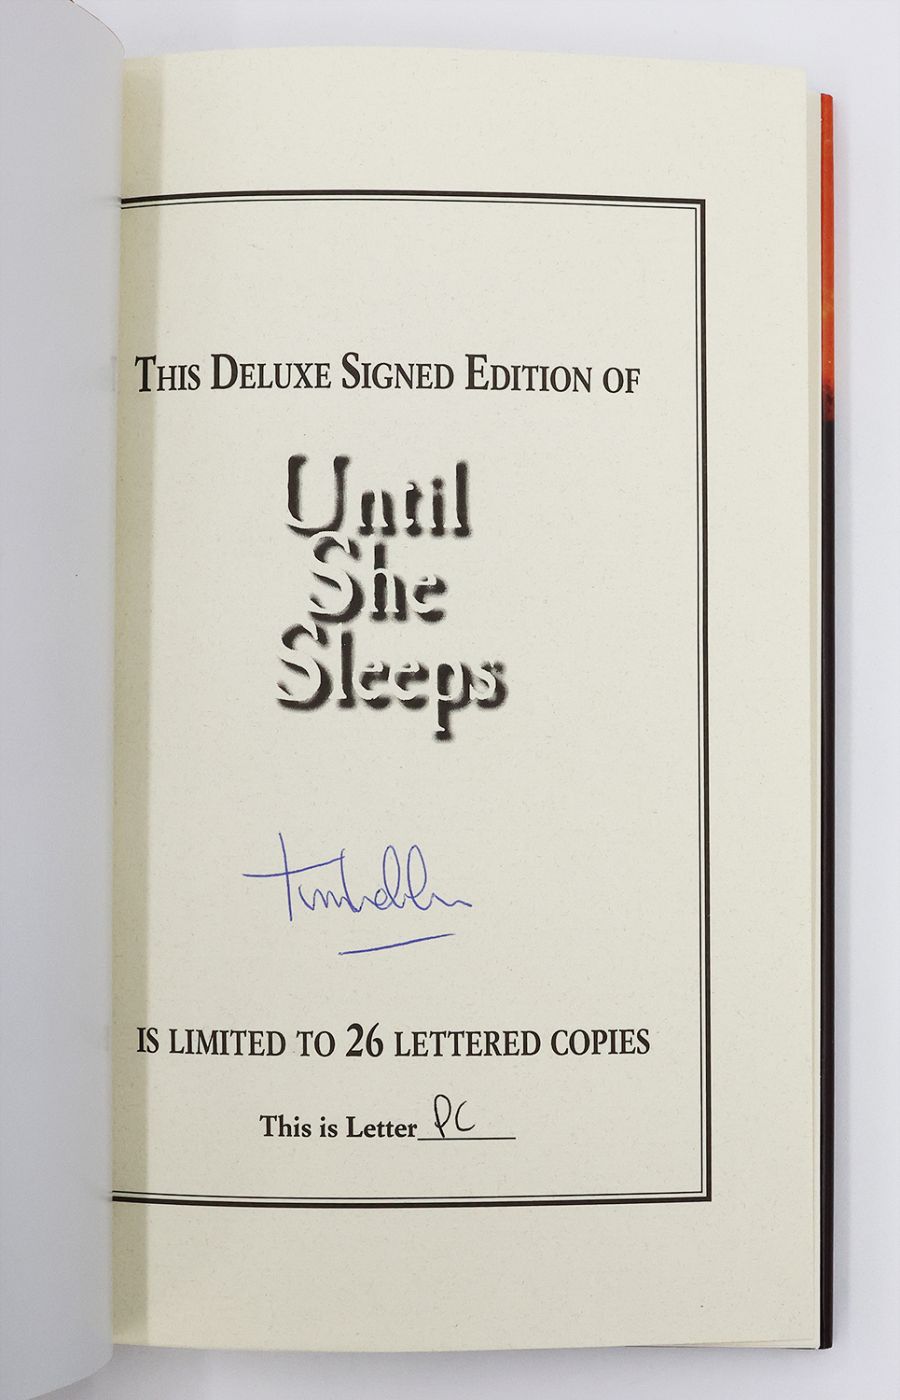 This Deluxe Signed Edition of
Until
She
Sleeps
is limited to 26 lettered copies
This is Letter PC